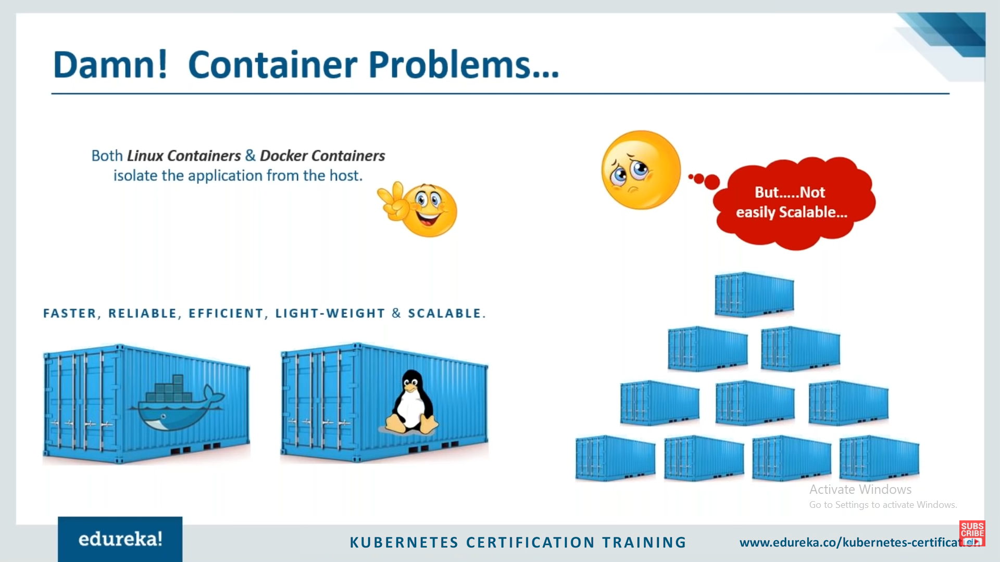 Damn!  Container Problems...
Both Linux Containers & Docker Containers
isolate the application from the host.
But.....Not
easily Scalable...
FASTER, RELIABLE, EFFICIENT, LIGHT-WEIGHT & SCALABLE.
Activate Windows
Go to Settings to activate Windows.
edureka!
KUBERNETES CERTIFICATION TRAINING
www.edureka.co/kubernetes-certification
SUBS
CRIBE
e!